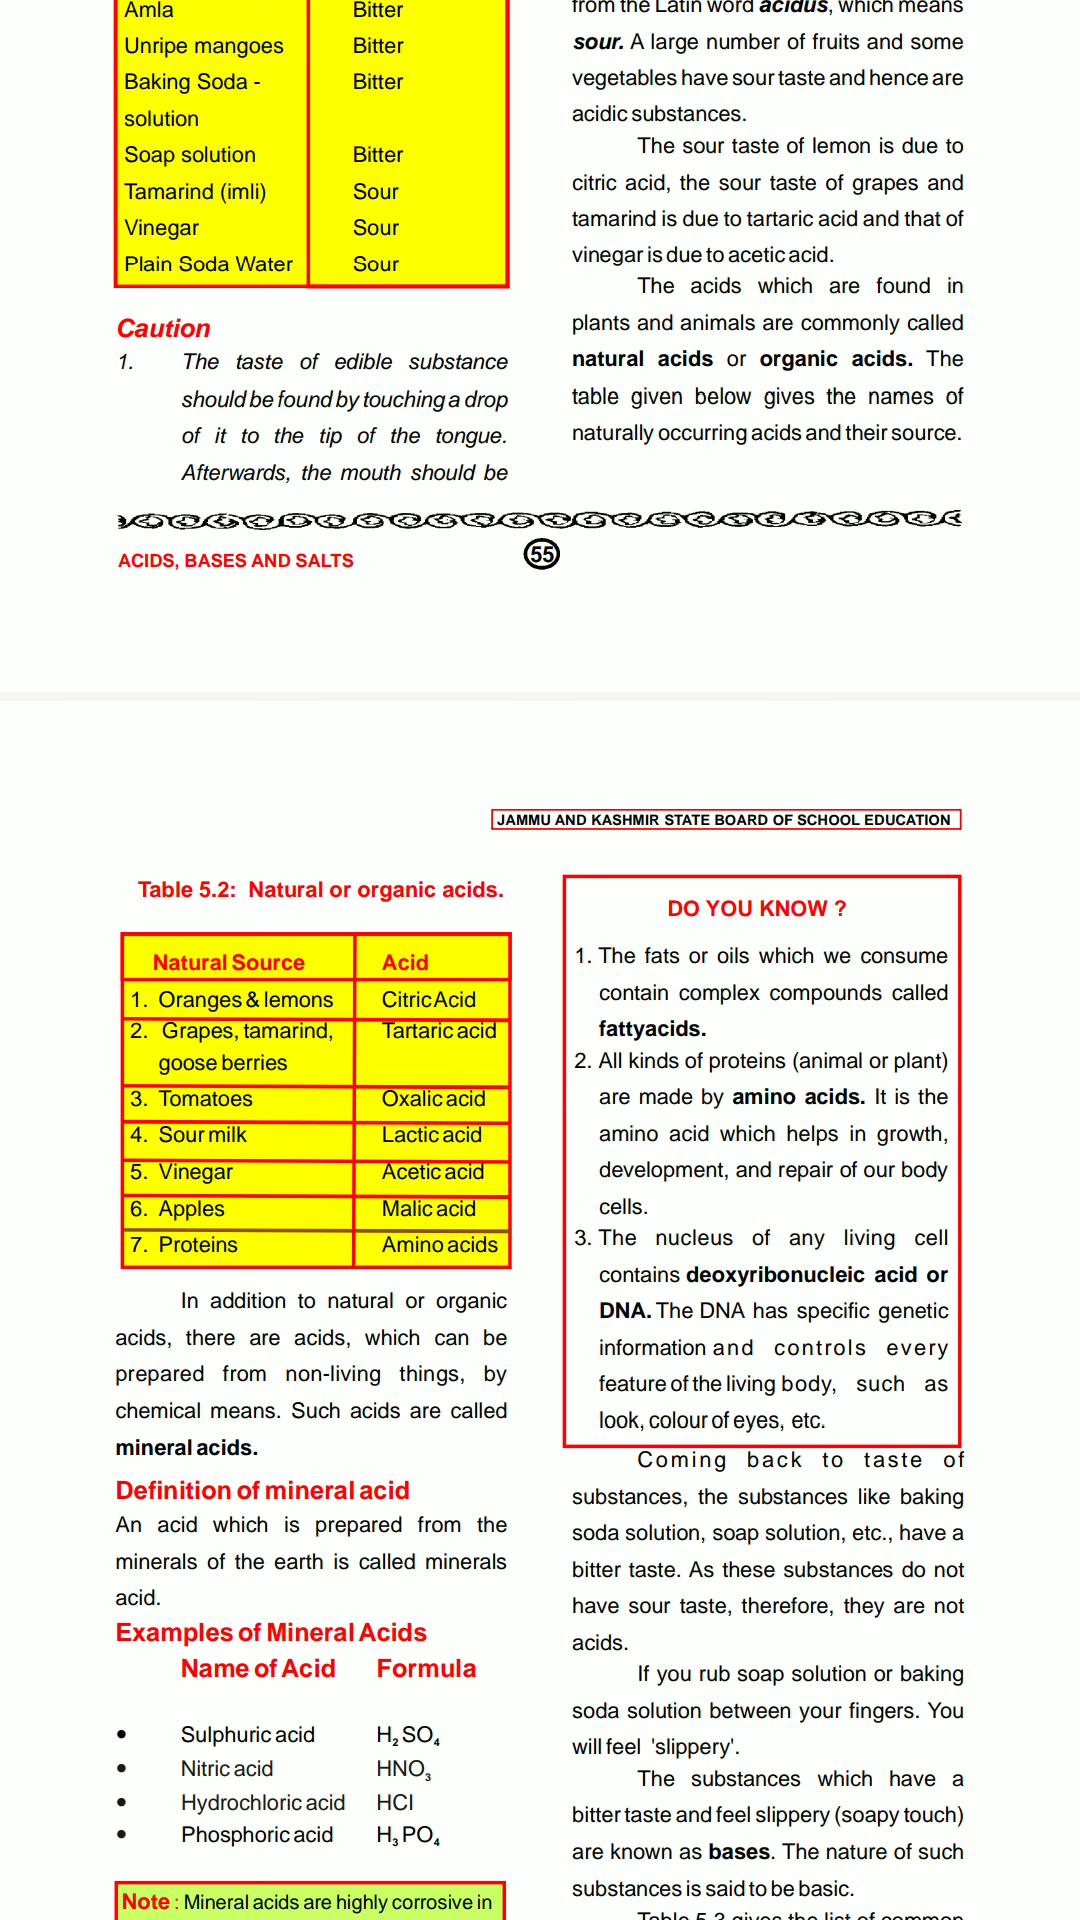 Amla Bitter
Unripe mangoes Bitter
Baking Soda - Bitter
solution
Soap solution Bitter
Tamarind (imli) Sour
Vinegar Sour
Plain Soda Water Sour
Caution
1. The taste of edible substance
should be found by touching a drop
of it to the tip of the tongue.
Afterwards, the mouth should be
from the Latin word acidus, which means
sour. A large number of fruits and some
vegetables have sour taste and hence are
acidic substances.
The sour taste of lemon is due to
citric acid, the sour taste of grapes and
tamarind is due to tartaric acid and that of
vinegar is due to acetic acid.
The acids which are found in
plants and animals are commonly called
natural acids or organic acids. The
table given below gives the names of
naturally occurring acids and their source.
ACIDS, BASES AND SALTS
55
JAMMU AND KASHMIR STATE BOARD OF SCHOOL EDUCATION
Table 5.2: Natural or organic acids.
Natural Source Acid
1. Oranges & lemons Citric Acid
2. Grapes, tamarind, Tartaric acid
goose berries
3. Tomatoes Oxalic acid
4. Sour milk Lactic acid
5. Vinegar Acetic acid
6. Apples Malic acid
7. Proteins Amino acids
In addition to natural or organic
acids, there are acids, which can be
prepared from non-living things, by
chemical means. Such acids are called
mineral acids.
Definition of mineral acid
An acid which is prepared from the
minerals of the earth is called minerals
acid.
Examples of Mineral Acids
Name of Acid Formula
• Sulphuric acid H₂SO₄
• Nitric acid HNO₃
• Hydrochloric acid HCl
• Phosphoric acid H₃PO₄
Note : Mineral acids are highly corrosive in
DO YOU KNOW ?
1. The fats or oils which we consume
contain complex compounds called
fattyacids.
2. All kinds of proteins (animal or plant)
are made by amino acids. It is the
amino acid which helps in growth,
development, and repair of our body
cells.
3. The nucleus of any living cell
contains deoxyribonucleic acid or
DNA. The DNA has specific genetic
information and controls every
feature of the living body, such as
look, colour of eyes, etc.
Coming back to taste of
substances, the substances like baking
soda solution, soap solution, etc., have a
bitter taste. As these substances do not
have sour taste, therefore, they are not
acids.
If you rub soap solution or baking
soda solution between your fingers. You
will feel 'slippery'.
The substances which have a
bitter taste and feel slippery (soapy touch)
are known as bases. The nature of such
substances is said to be basic.
Table 5.3 gives the list of common